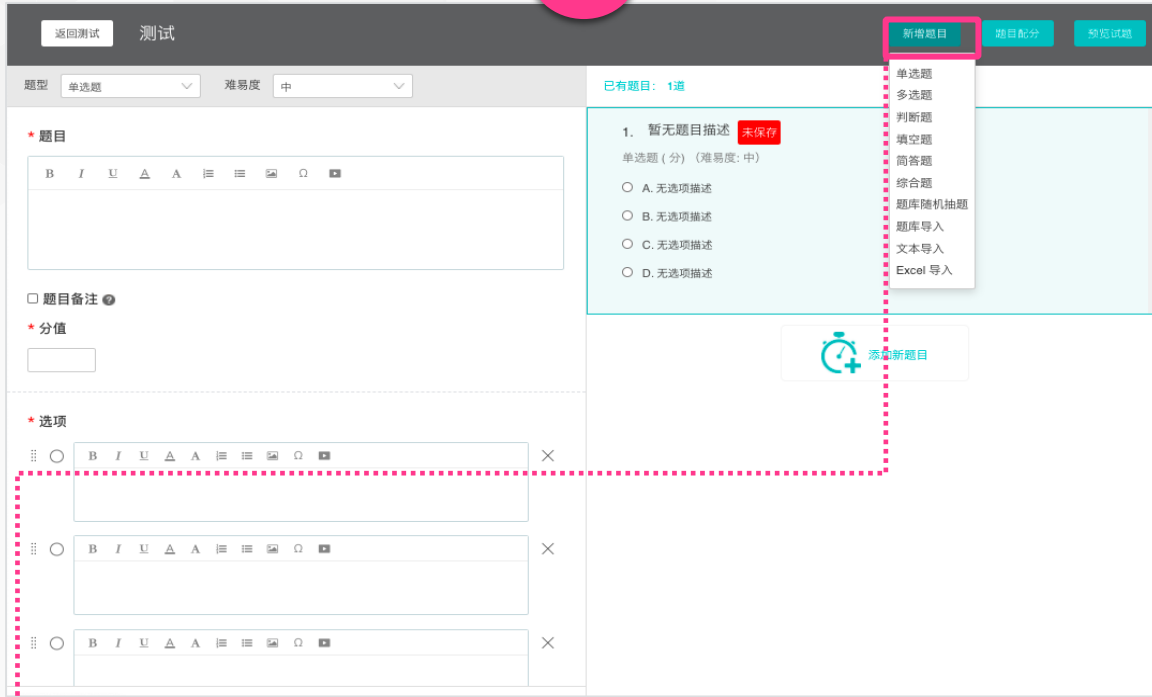 返回测试 测试 新增题目 题目配分 预览试题
题型 单选题 难易度 中
* 题目
B I U A A Ω
题目备注
* 分值
* 选项
B I U A A Ω
B I U A A Ω
B I U A A Ω
已有题目： 1道
1. 暂无题目描述 未保存
单选题 ( 分) （难易度: 中）
A. 无选项描述
B. 无选项描述
C. 无选项描述
D. 无选项描述
添加新题目
单选题
多选题
判断题
填空题
简答题
综合题
题库随机抽题
题库导入
文本导入
Excel 导入